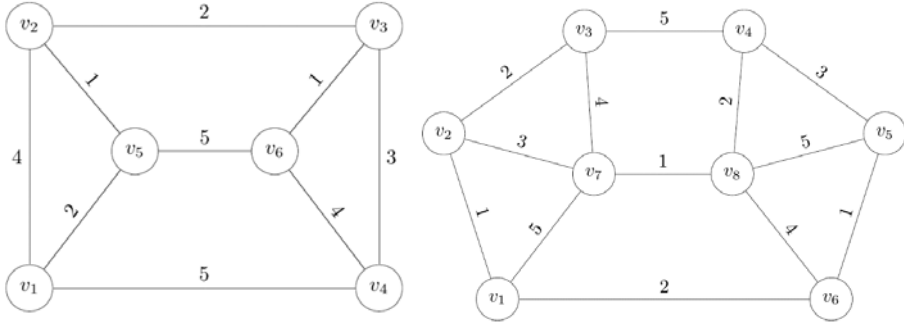 v₂ 2 v₃
1 1
4 v₅ 5 v₆ 3
2 4
v₁ 5 v₄
v₃ 5 v₄
2 4 2 3
v₂ 3 v₇ 1 v₈ 5 v₅
1 5 4 1
v₁ 2 v₆